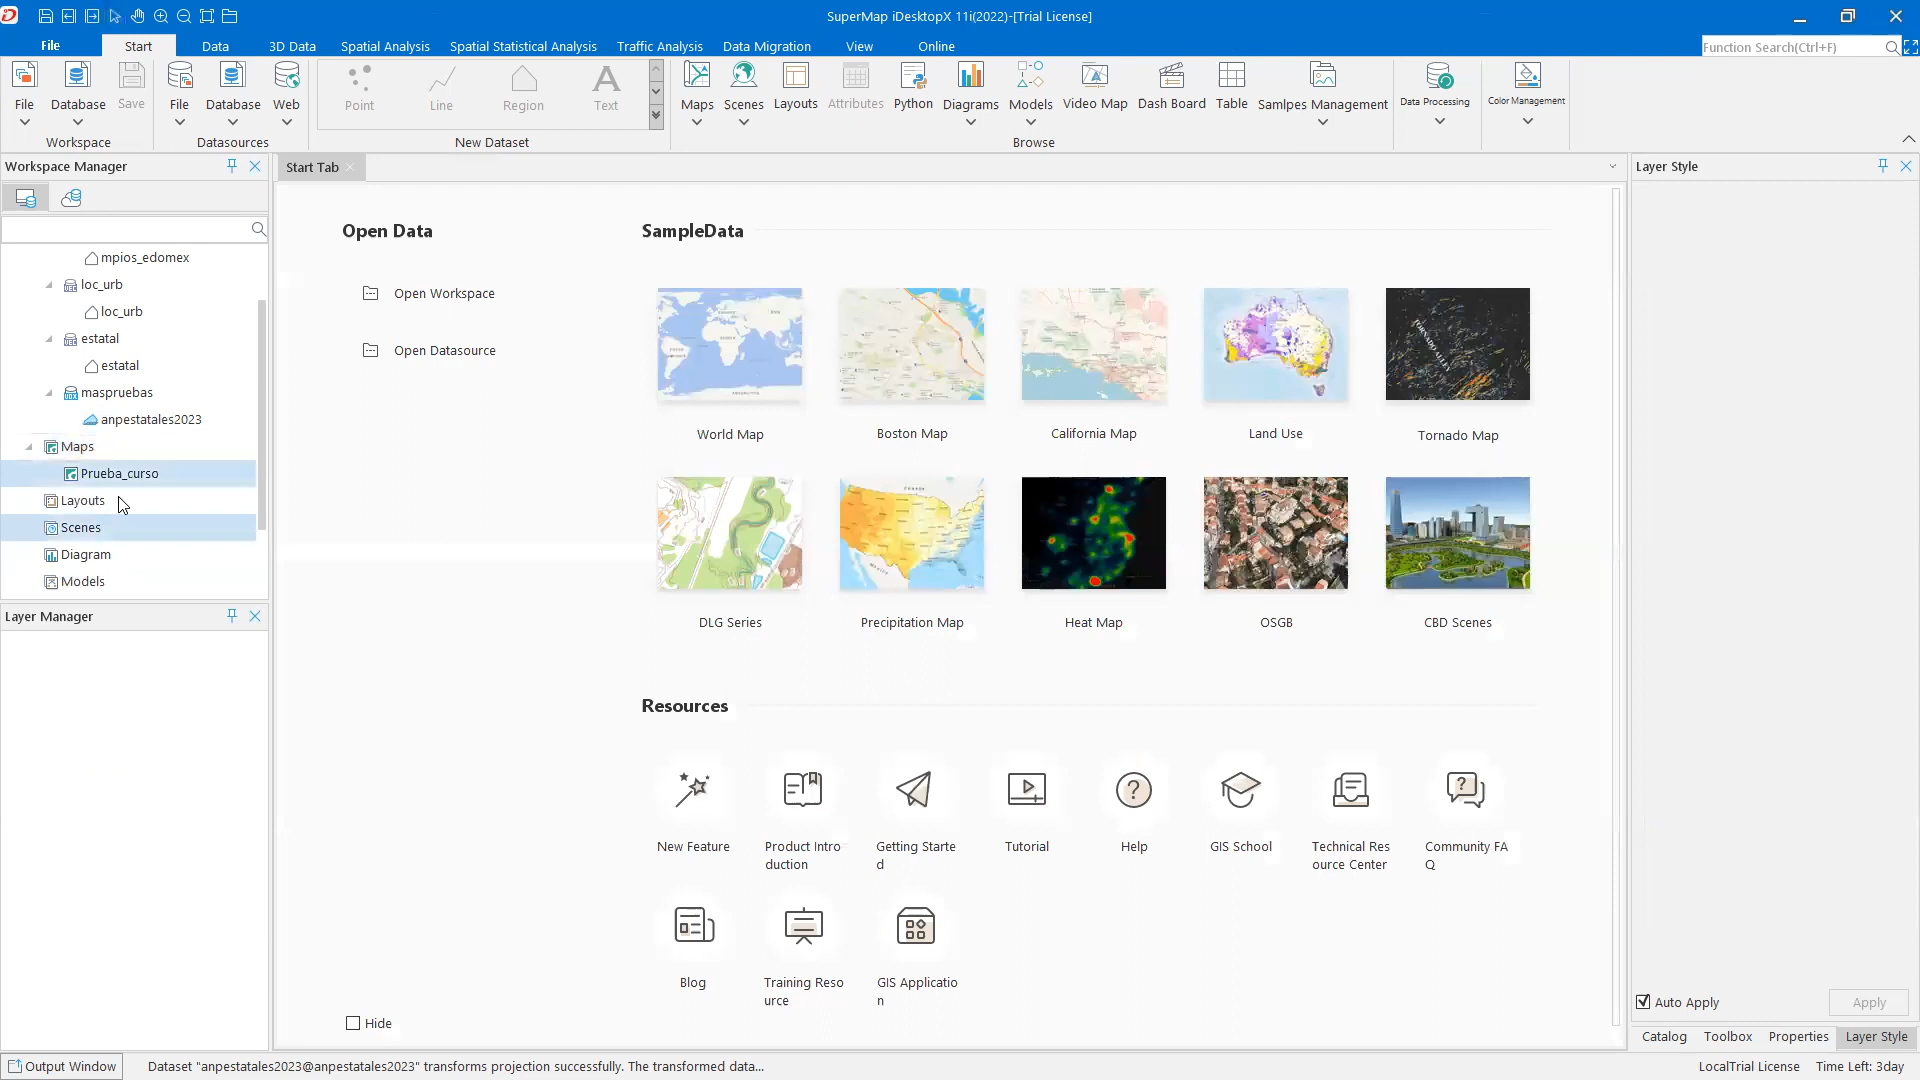 SuperMap iDesktopX 11i(2022)-[Trial License]
File
Start
Data
3D Data
Spatial Analysis
Spatial Statistical Analysis
Traffic Analysis
Data Migration
View
Online
Function Search(Ctrl+F)
File
Database
Save
File
Database
Web
Point
Line
Region
Text
Maps
Scenes
Layouts
Attributes
Python
Diagrams
Models
Video Map
Dash Board
Table
Samlpes Management
Data Processing
Color Management
Workspace
Datasources
New Dataset
Browse
Workspace Manager
Start Tab
Layer Style
mpios_edomex
loc_urb
loc_urb
estatal
estatal
maspruebas
anpestatales2023
Maps
Prueba_curso
Layouts
Scenes
Diagram
Models
Layer Manager
Open Data
Open Workspace
Open Datasource
SampleData
TORNADO ALLEY
World Map
Boston Map
California Map
Land Use
Tornado Map
DLG Series
Precipitation Map
Heat Map
OSGB
CBD Scenes
Resources
New Feature
Product Intro
duction
Getting Starte
d
Tutorial
Help
GIS School
Technical Res
ource Center
Community FA
Q
Blog
Training Reso
urce
GIS Applicatio
n
Hide
Auto Apply
Apply
Catalog
Toolbox
Properties
Layer Style
Output Window
Dataset "anpestatales2023@anpestatales2023" transforms projection successfully. The transformed data...
LocalTrial License
Time Left: 3day